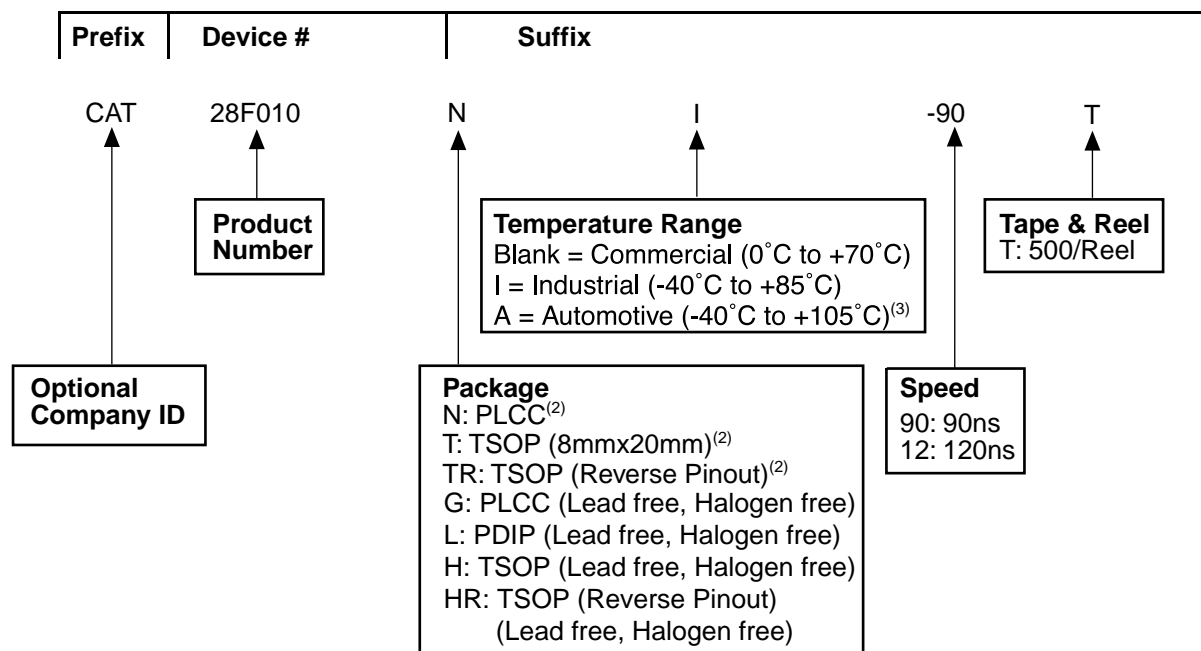 Prefix Device # Suffix
CAT 28F010 N I -90 T
Product
Number
Temperature Range
Blank = Commercial (0˚C to +70˚C)
I = Industrial (-40˚C to +85˚C)
A = Automotive (-40˚C to +105˚C)(3)
Tape & Reel
T: 500/Reel
Optional
Company ID
Package
N: PLCC(2)
T: TSOP (8mmx20mm)(2)
TR: TSOP (Reverse Pinout)(2)
G: PLCC (Lead free, Halogen free)
L: PDIP (Lead free, Halogen free)
H: TSOP (Lead free, Halogen free)
HR: TSOP (Reverse Pinout)
(Lead free, Halogen free)
Speed
90: 90ns
12: 120ns